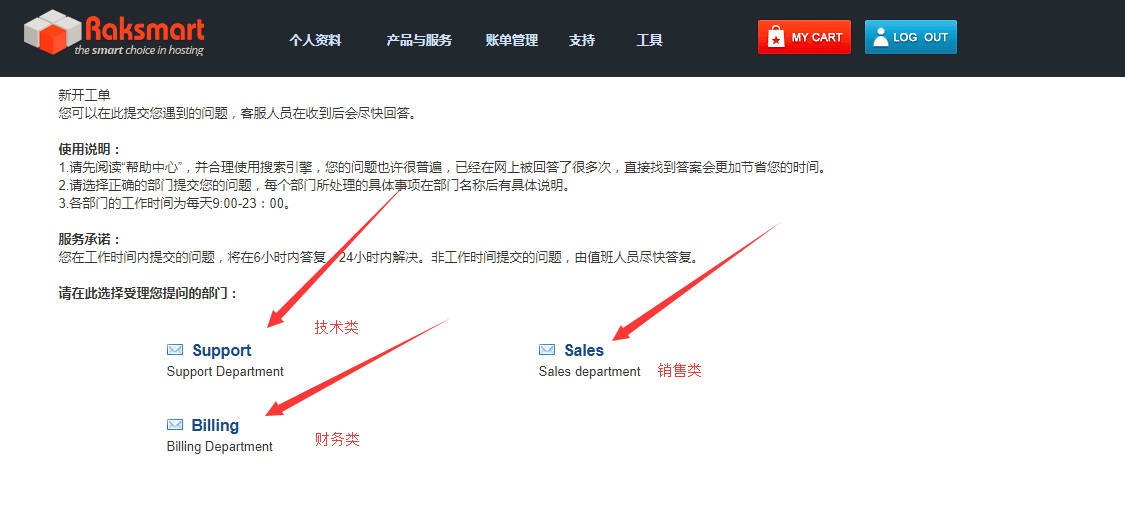 Raksmart
the smart choice in hosting
个人资料 产品与服务 账单管理 支持 工具
MY CART LOG OUT
新开工单
您可以在此提交您遇到的问题，客服人员在收到后会尽快回答。
使用说明：
1.请先阅读“帮助中心”，并合理使用搜索引擎，您的问题也许很普遍，已经在网上被回答了很多次，直接找到答案会更加节省您的时间。
2.请选择正确的部门提交您的问题，每个部门所处理的具体事项在部门名称后有具体说明。
3.各部门的工作时间为每天9:00-23：00。
服务承诺：
您在工作时间内提交的问题，将在6小时内答复，24小时内解决。非工作时间提交的问题，由值班人员尽快答复。
请在此选择受理您提问的部门：
技术类
Support
Support Department
Sales
Sales department 销售类
Billing
Billing Department
财务类